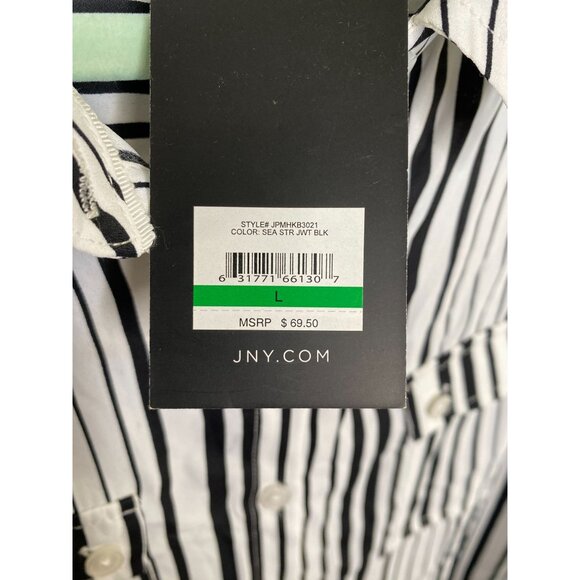 STYLE# JPMHKB3021
COLOR: SEA STR JWT BLK
6 31771 66130 7
L
MSRP $ 69.50
JNY.COM